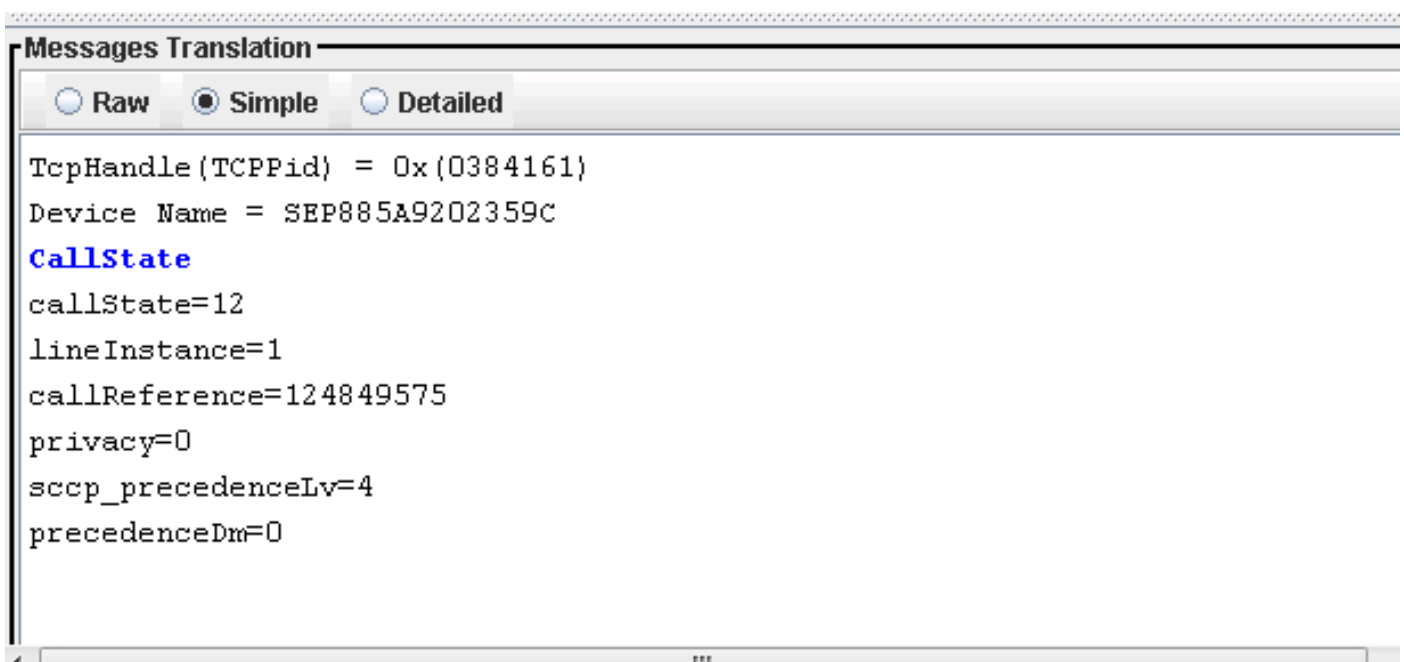 Messages Translation
Raw Simple Detailed
TcpHandle(TCPPid) = 0x(0384161)
Device Name = SEP885A9202359C
CallState
callState=12
lineInstance=1
callReference=124849575
privacy=0
sccp_precedenceLv=4
precedenceDm=0